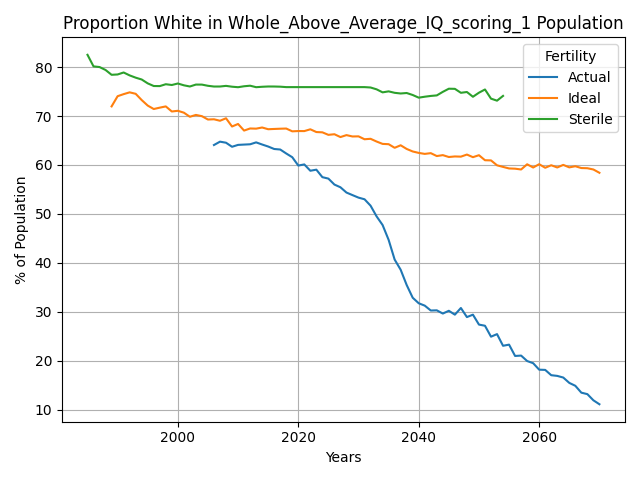 Proportion White in Whole_Above_Average_IQ_scoring_1 Population
Fertility
Actual
Ideal
Sterile
% of Population
80
70
60
50
40
30
20
10
2000
2020
2040
2060
Years